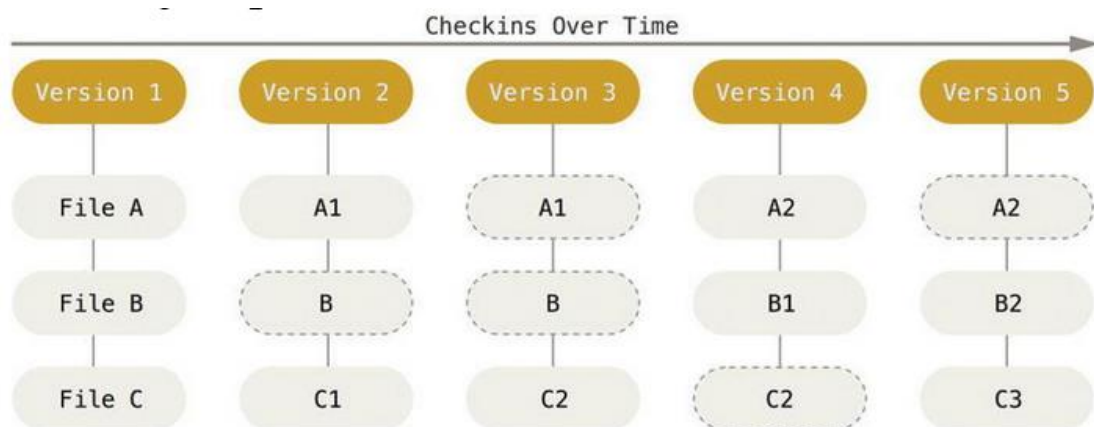 Checkins Over Time
Version 1 Version 2 Version 3 Version 4 Version 5
File A A1 A1 A2 A2
File B B B B1 B2
File C C1 C2 C2 C3